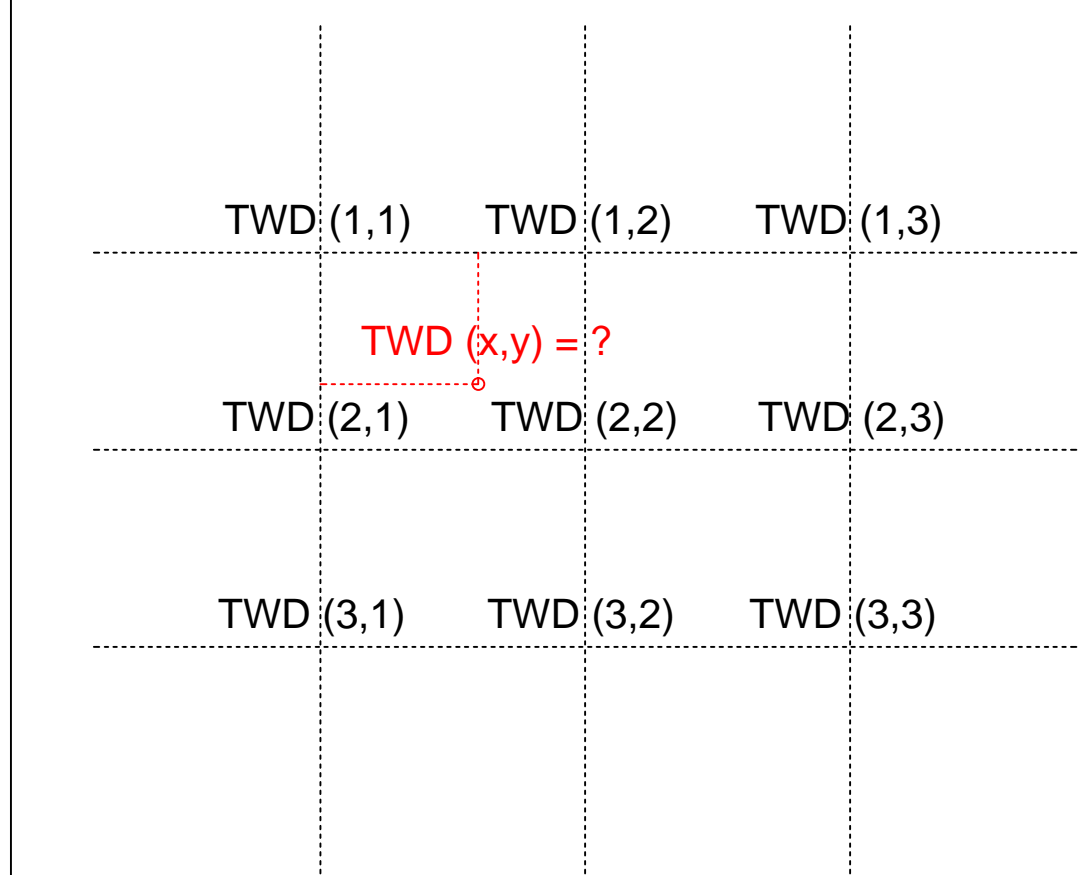 TWD (1,1) TWD (1,2) TWD (1,3)
TWD (x,y) = ?
TWD (2,1) TWD (2,2) TWD (2,3)
TWD (3,1) TWD (3,2) TWD (3,3)